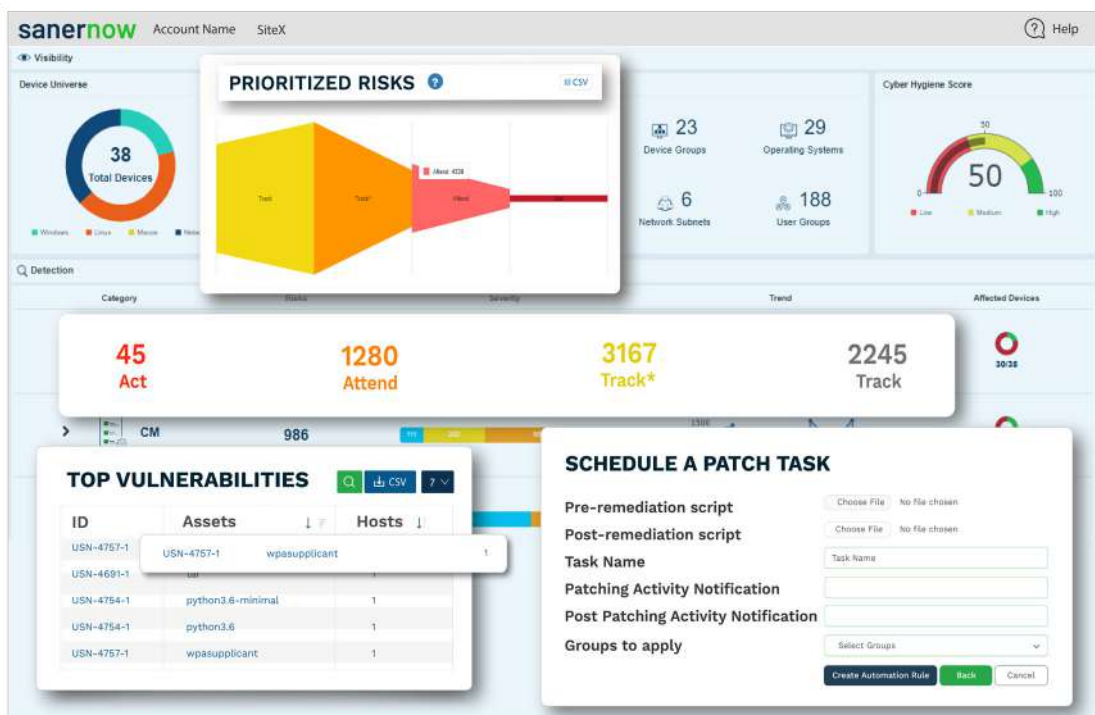 sanernow Account Name SiteX Help
Visibility
Device Universe
38
Total Devices
Windows Linux Macos
PRIORITIZED RISKS ? CSV
Track Track* Attend: 4338 Attend
23
Device Groups
29
Operating Systems
6
Network Subnets
188
User Groups
Cyber Hygiene Score
50
50
0 100
Low Medium High
Detection
Category Risks Severity Trend Affected Devices
45
Act
1280
Attend
3167
Track*
2245
Track
30/38
CM 986
TOP VULNERABILITIES CSV 7
ID Assets Hosts
USN-4757-1
USN-4757-1 wpasupplicant 1
USN-4691-1 1
USN-4754-1 python3.6-minimal 1
USN-4754-1 python3.6 1
USN-4757-1 wpasupplicant 1
SCHEDULE A PATCH TASK
Pre-remediation script Choose File No file chosen
Post-remediation script Choose File No file chosen
Task Name Task Name
Patching Activity Notification
Post Patching Activity Notification
Groups to apply Select Groups
Create Automation Rule Back Cancel